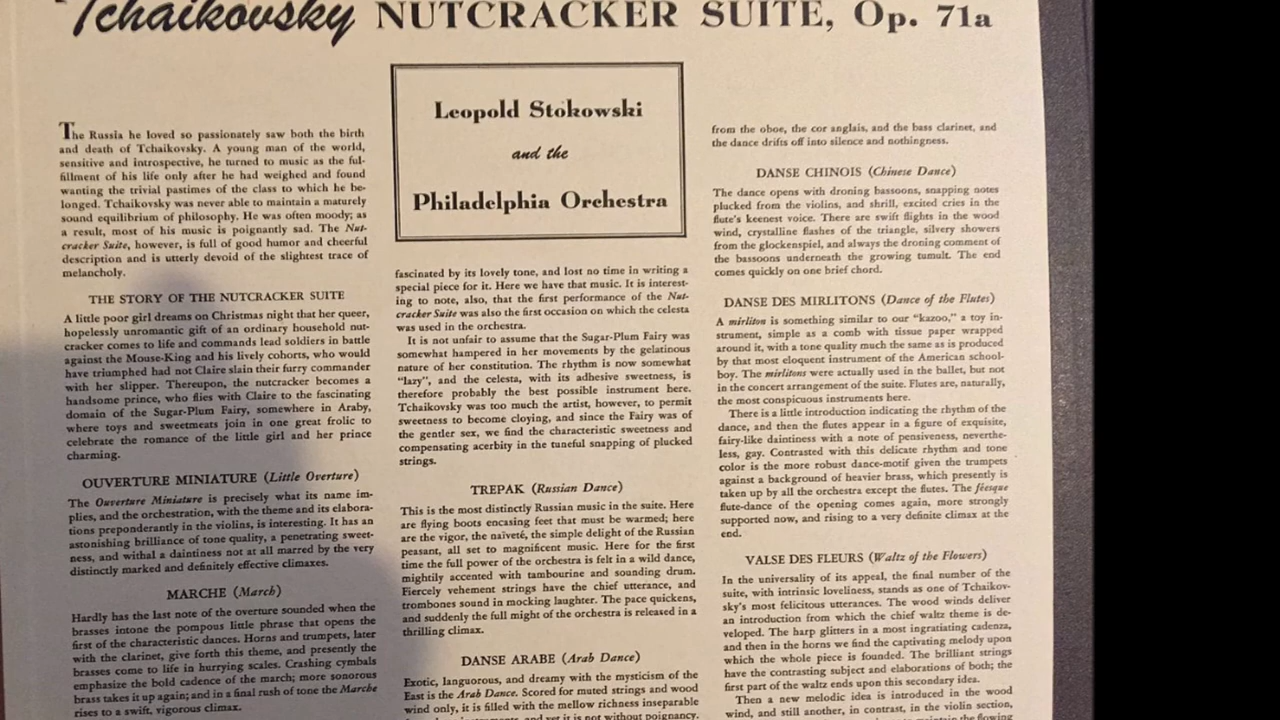 Tchaikovsky NUTCRACKER SUITE, Op. 71a
The Russia he loved so passionately saw both the birth
and death of Tchaikovsky. A young man of the world,
sensitive and introspective, he turned to music as the ful-
fillment of his life only after he had weighed and found
wanting the trivial pastimes of the class to which he be-
longed. Tchaikovsky was never able to maintain a maturely
sound equilibrium of philosophy. He was often moody; as
a result, most of his music is poignantly sad. The Nut-
cracker Suite, however, is full of good humor and cheerful
description and is utterly devoid of the slightest trace of
melancholy.
THE STORY OF THE NUTCRACKER SUITE
A little poor girl dreams on Christmas night that her queer,
hopelessly unromantic gift of an ordinary household nut-
cracker comes to life and commands lead soldiers in battle
against the Mouse-King and his lively cohorts, who would
have triumphed had not Claire slain their furry commander
with her slipper. Thereupon, the nutcracker becomes a
handsome prince, who flies with Claire to the fascinating
domain of the Sugar-Plum Fairy, somewhere in Araby,
where toys and sweetmeats join in one great frolic to
celebrate the romance of the little girl and her prince
charming.
OUVERTURE MINIATURE (Little Overture)
The Ouverture Miniature is precisely what its name im-
plies, and the orchestration, with the theme and its elabora-
tions preponderantly in the violins, is interesting. It has an
astonishing brilliance of tone quality, a penetrating sweet-
ness, and withal a daintiness not at all marred by the very
distinctly marked and definitely effective climaxes.
MARCHE (March)
Hardly has the last note of the overture sounded when the
brasses intone the pompous little phrase that opens the
first of the characteristic dances. Horns and trumpets, later
with the clarinet, give forth this theme, and presently the
brasses come to life in hurrying scales. Crashing cymbals
emphasize the bold cadence of the march; more sonorous
brass takes it up again; and in a final rush of tone the Marche
rises to a swift, vigorous climax.
Leopold Stokowski
and the
Philadelphia Orchestra
fascinated by its lovely tone, and lost no time in writing a
special piece for it. Here we have that music. It is interest-
ing to note, also, that the first performance of the Nut-
cracker Suite was also the first occasion on which the celesta
was used in the orchestra.
It is not unfair to assume that the Sugar-Plum Fairy was
somewhat hampered in her movements by the gelatinous
nature of her constitution. The rhythm is now somewhat
"lazy", and the celesta, with its adhesive sweetness, is
therefore probably the best possible instrument here.
Tchaikovsky was too much the artist, however, to permit
sweetness to become cloying, and since the Fairy was of
the gentler sex, we find the characteristic sweetness and
compensating acerbity in the tuneful snapping of plucked
strings.
TREPAK (Russian Dance)
This is the most distinctly Russian music in the suite. Here
are flying boots encasing feet that must be warmed; here
are the vigor, the naïveté, the simple delight of the Russian
peasant, all set to magnificent music. Here for the first
time the full power of the orchestra is felt in a wild dance,
mightily accented with tambourine and sounding drum.
Fiercely vehement strings have the chief utterance, and
trombones sound in mocking laughter. The pace quickens,
and suddenly the full might of the orchestra is released in a
thrilling climax.
DANSE ARABE (Arab Dance)
Exotic, languorous, and dreamy with the mysticism of the
East is the Arab Dance. Scored for muted strings and wood
wind only, it is filled with the mellow richness inseparable
and yet it is not without poignancy.
from the oboe, the cor anglais, and the bass clarinet, and
the dance drifts off into silence and nothingness.
DANSE CHINOIS (Chinese Dance)
The dance opens with droning bassoons, snapping notes
plucked from the violins, and shrill, excited cries in the
flute's keenest voice. There are swift flights in the wood
wind, crystalline flashes of the triangle, silvery showers
from the glockenspiel, and always the droning comment of
the bassoons underneath the growing tumult. The end
comes quickly on one brief chord.
DANSE DES MIRLITONS (Dance of the Flutes)
A mirliton is something similar to our "kazoo," a toy in-
strument, simple as a comb with tissue paper wrapped
around it, with a tone quality much the same as is produced
by that most eloquent instrument of the American school-
boy. The mirlitons were actually used in the ballet, but not
in the concert arrangement of the suite. Flutes are, naturally,
the most conspicuous instruments here.
There is a little introduction indicating the rhythm of the
dance, and then the flutes appear in a figure of exquisite,
fairy-like daintiness with a note of pensiveness, neverthe-
less, gay. Contrasted with this delicate rhythm and tone
color is the more robust dance-motif given the trumpets
against a background of heavier brass, which presently is
taken up by all the orchestra except the flutes. The féesque
flute-dance of the opening comes again, more strongly
supported now, and rising to a very definite climax at the
end.
VALSE DES FLEURS (Waltz of the Flowers)
In the universality of its appeal, the final number of the
suite, with intrinsic loveliness, stands as one of Tchaikov-
sky's most felicitous utterances. The wood winds deliver
an introduction from which the chief waltz theme is de-
veloped. The harp glitters in a most ingratiating cadenza,
and then in the horns we find the captivating melody upon
which the whole piece is founded. The brilliant strings
have the contrasting subject and elaborations of both; the
first part of the waltz ends upon this secondary idea.
Then a new melodic idea is introduced in the wood
wind, and still another, in contrast, in the violin section,
the flowing